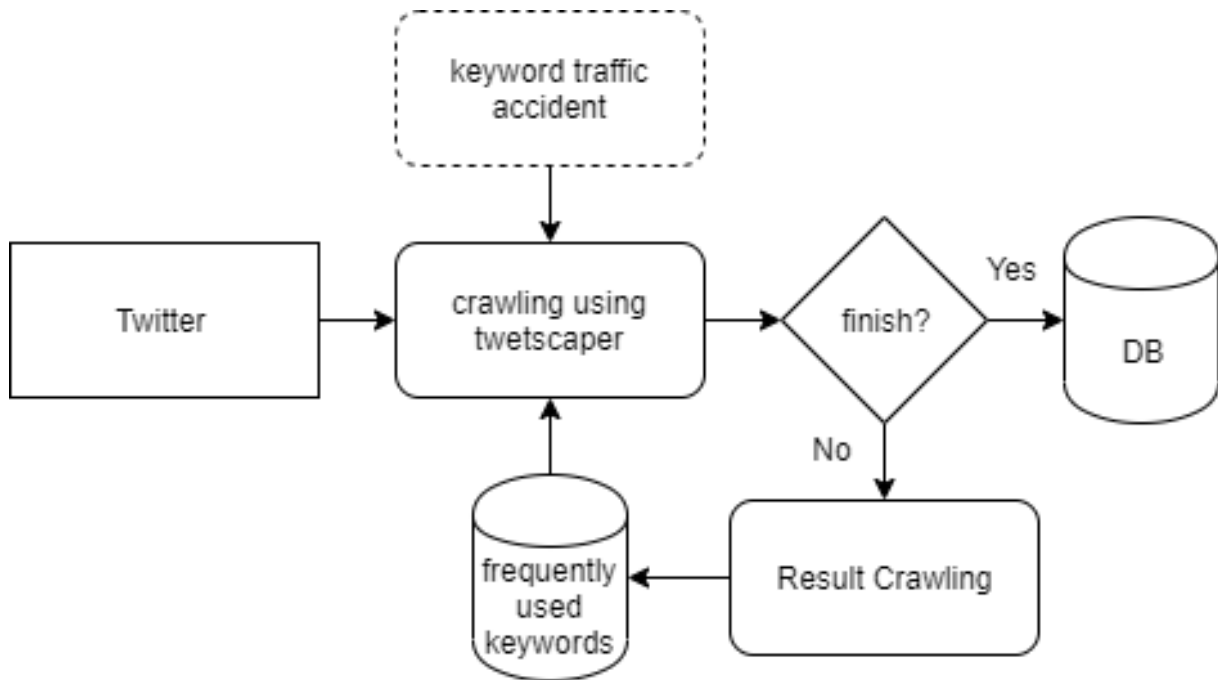 keyword traffic
accident
Twitter
crawling using
twetscaper
finish?
Yes
DB
No
frequently
used
keywords
Result Crawling